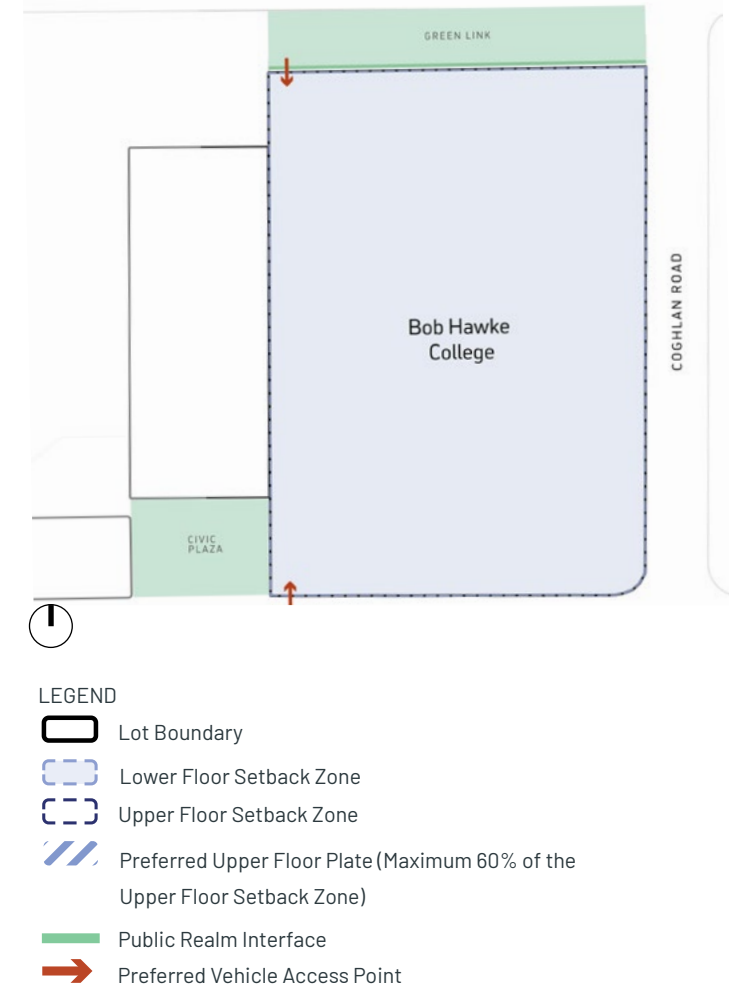 GREEN LINK
Bob Hawke
College
COGHLAN ROAD
CIVIC
PLAZA
LEGEND
Lot Boundary
Lower Floor Setback Zone
Upper Floor Setback Zone
Preferred Upper Floor Plate (Maximum 60% of the
Upper Floor Setback Zone)
Public Realm Interface
Preferred Vehicle Access Point